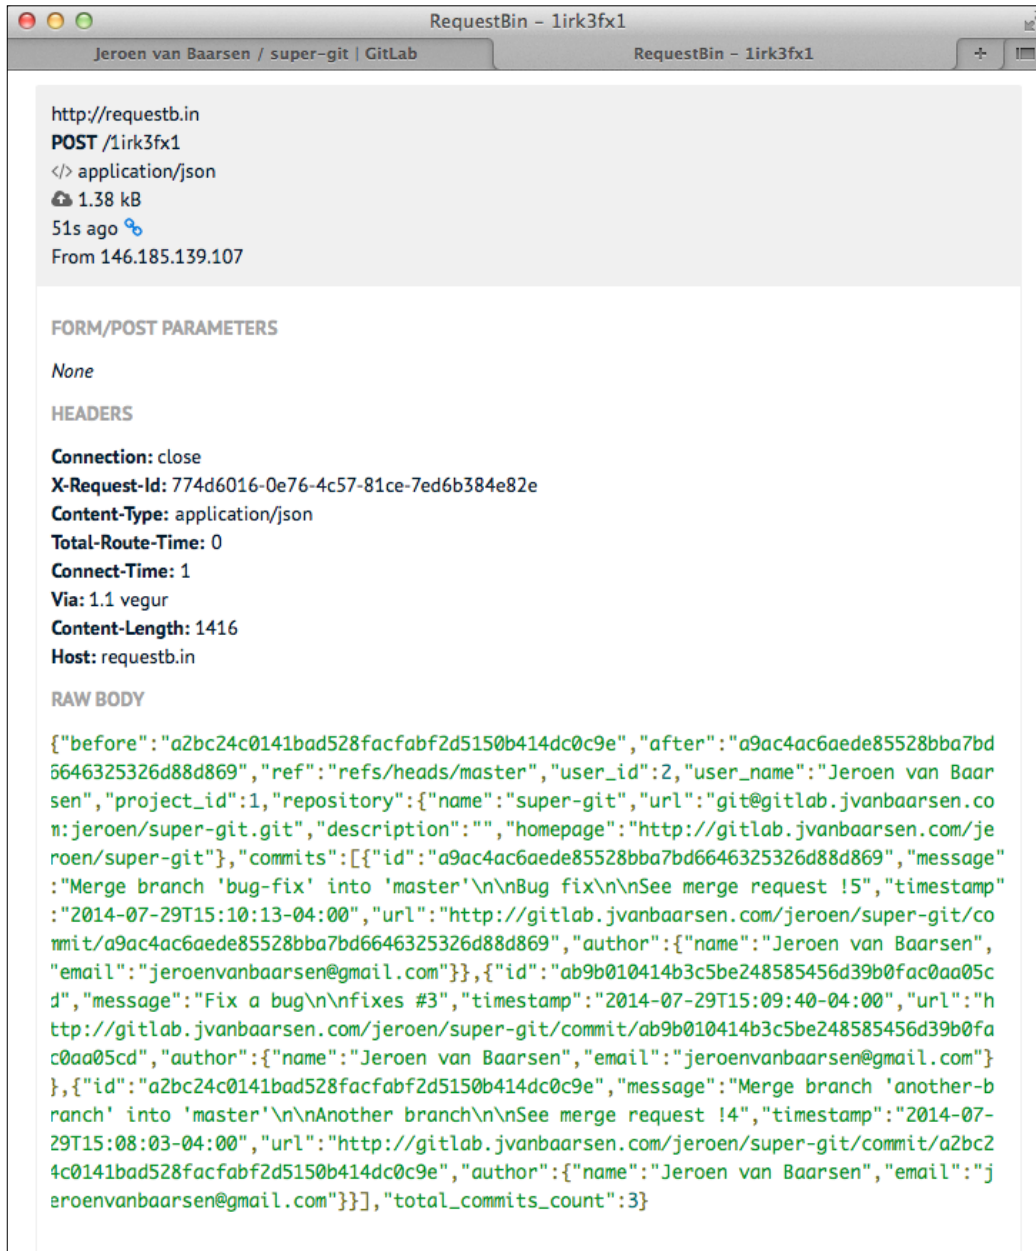 RequestBin – 1irk3fx1
Jeroen van Baarsen / super-git | GitLab
RequestBin – 1irk3fx1
http://requestb.in
POST /1irk3fx1
</> application/json
1.38 kB
51s ago
From 146.185.139.107
FORM/POST PARAMETERS
None
HEADERS
Connection: close
X-Request-Id: 774d6016-0e76-4c57-81ce-7ed6b384e82e
Content-Type: application/json
Total-Route-Time: 0
Connect-Time: 1
Via: 1.1 vegur
Content-Length: 1416
Host: requestb.in
RAW BODY
{"before":"a2bc24c0141bad528facfabf2d5150b414dc0c9e","after":"a9ac4ac6aede85528bba7bd
6646325326d88d869","ref":"refs/heads/master","user_id":2,"user_name":"Jeroen van Baar
sen","project_id":1,"repository":{"name":"super-git","url":"git@gitlab.jvanbaarsen.co
m:jeroen/super-git.git","description":"","homepage":"http://gitlab.jvanbaarsen.com/je
roen/super-git"},"commits":[{"id":"a9ac4ac6aede85528bba7bd6646325326d88d869","message"
:"Merge branch 'bug-fix' into 'master'\n\nBug fix\n\nSee merge request !5","timestamp"
:"2014-07-29T15:10:13-04:00","url":"http://gitlab.jvanbaarsen.com/jeroen/super-git/co
mmit/a9ac4ac6aede85528bba7bd6646325326d88d869","author":{"name":"Jeroen van Baarsen",
"email":"jeroenvanbaarsen@gmail.com"}},{"id":"ab9b010414b3c5be248585456d39b0fac0aa05c
d","message":"Fix a bug\n\nfixes #3","timestamp":"2014-07-29T15:09:40-04:00","url":"h
ttp://gitlab.jvanbaarsen.com/jeroen/super-git/commit/ab9b010414b3c5be248585456d39b0fa
c0aa05cd","author":{"name":"Jeroen van Baarsen","email":"jeroenvanbaarsen@gmail.com"}
},{"id":"a2bc24c0141bad528facfabf2d5150b414dc0c9e","message":"Merge branch 'another-b
ranch' into 'master'\n\nAnother branch\n\nSee merge request !4","timestamp":"2014-07-
29T15:08:03-04:00","url":"http://gitlab.jvanbaarsen.com/jeroen/super-git/commit/a2bc2
4c0141bad528facfabf2d5150b414dc0c9e","author":{"name":"Jeroen van Baarsen","email":"j
eroenvanbaarsen@gmail.com"}}],"total_commits_count":3}